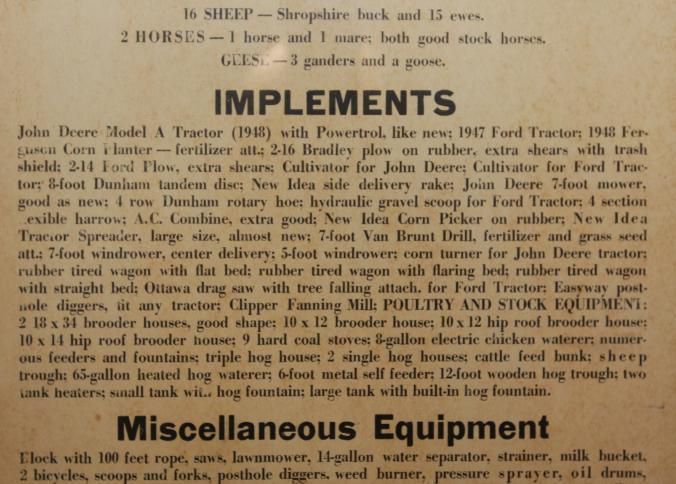 16 SHEEP — Shropshire buck and 15 ewes.
2 HORSES — 1 horse and 1 mare; both good stock horses.
GEESE — 3 ganders and a goose.
IMPLEMENTS
John Deere Model A Tractor (1948) with Powertrol, like new; 1947 Ford Tractor; 1948 Fer-
guson Corn Planter — fertilizer att.; 2-16 Bradley plow on rubber, extra shears with trash
shield; 2-14 Ford Plow, extra shears; Cultivator for John Deere; Cultivator for Ford Trac-
tor; 8-foot Dunham tandem disc; New Idea side delivery rake; John Deere 7-foot mower,
good as new; 4 row Dunham rotary hoe; hydraulic gravel scoop for Ford Tractor; 4 section
flexible harrow; A.C. Combine, extra good; New Idea Corn Picker on rubber; New Idea
Tractor Spreader, large size, almost new; 7-foot Van Brunt Drill, fertilizer and grass seed
att.; 7-foot windrower, center delivery; 5-foot windrower; corn turner for John Deere tractor;
rubber tired wagon with flat bed; rubber tired wagon with flaring bed; rubber tired wagon
with straight bed; Ottawa drag saw with tree falling attach. for Ford Tractor; Easyway post-
hole diggers, fit any tractor; Clipper Fanning Mill; POULTRY AND STOCK EQUIPMENT:
2 18 x 34 brooder houses, good shape; 10 x 12 brooder house; 10 x 12 hip roof brooder house;
10 x 14 hip roof brooder house; 9 hard coal stoves; 8-gallon electric chicken waterer; numer-
ous feeders and fountains; triple hog house; 2 single hog houses; cattle feed bunk; sheep
trough; 65-gallon heated hog waterer; 6-foot metal self feeder; 12-foot wooden hog trough; two
tank heaters; small tank with hog fountain; large tank with built-in hog fountain.
Miscellaneous Equipment
Block with 100 feet rope, saws, lawnmower, 14-gallon water separator, strainer, milk bucket,
2 bicycles, scoops and forks, posthole diggers, weed burner, pressure sprayer, oil drums,